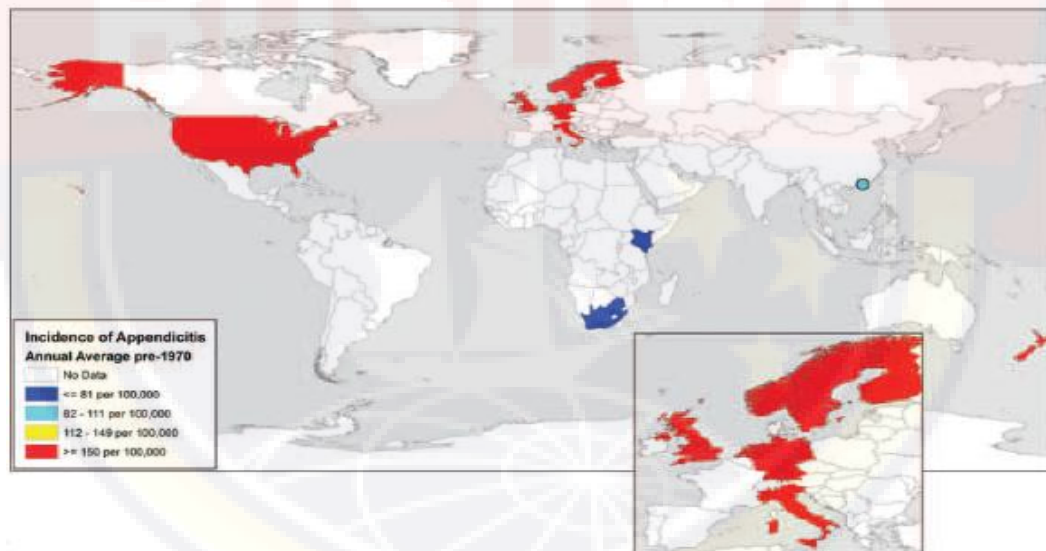 Incidence of Appendicitis
Annual Average pre-1970
No Data
<= 81 per 100,000
82 - 111 per 100,000
112 - 149 per 100,000
>= 150 per 100,000